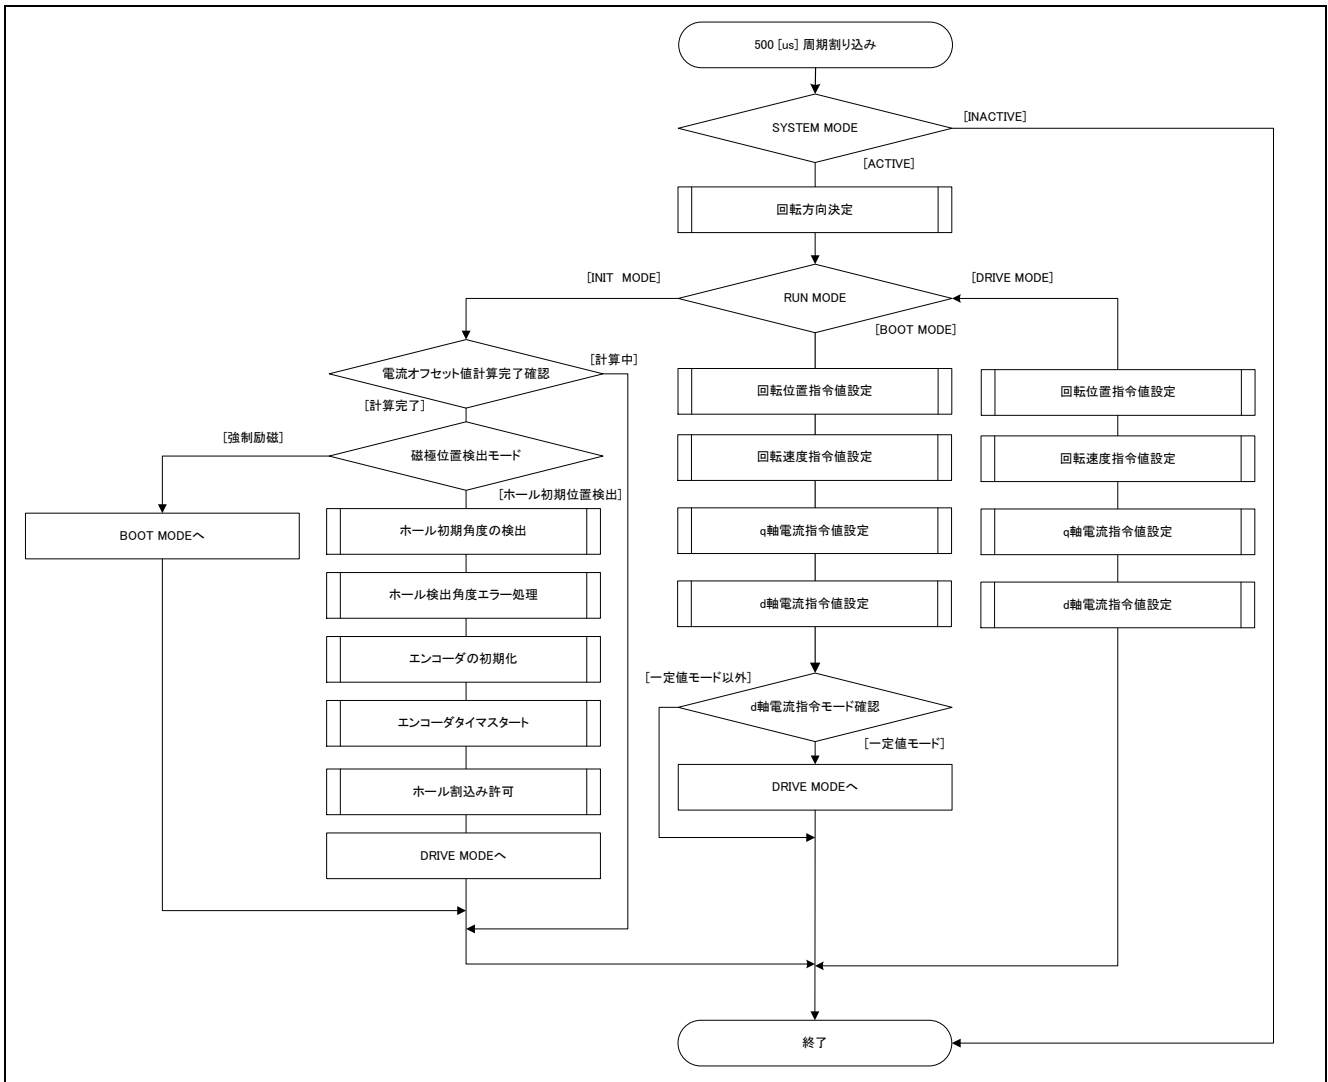 500 [us] 周期割り込み
SYSTEM MODE
[INACTIVE]
[ACTIVE]
回転方向決定
[INIT MODE]
RUN MODE
[DRIVE MODE]
[BOOT MODE]
電流オフセット値計算完了確認
[計算中]
[計算完了]
[強制励磁]
磁極位置検出モード
[ホール初期位置検出]
BOOT MODEへ
ホール初期角度の検出
ホール検出角度エラー処理
エンコーダの初期化
エンコーダタイマスタート
ホール割込み許可
DRIVE MODEへ
回転位置指令値設定
回転速度指令値設定
q軸電流指令値設定
d軸電流指令値設定
[一定値モード以外]
d軸電流指令モード確認
[一定値モード]
DRIVE MODEへ
回転位置指令値設定
回転速度指令値設定
q軸電流指令値設定
d軸電流指令値設定
終了